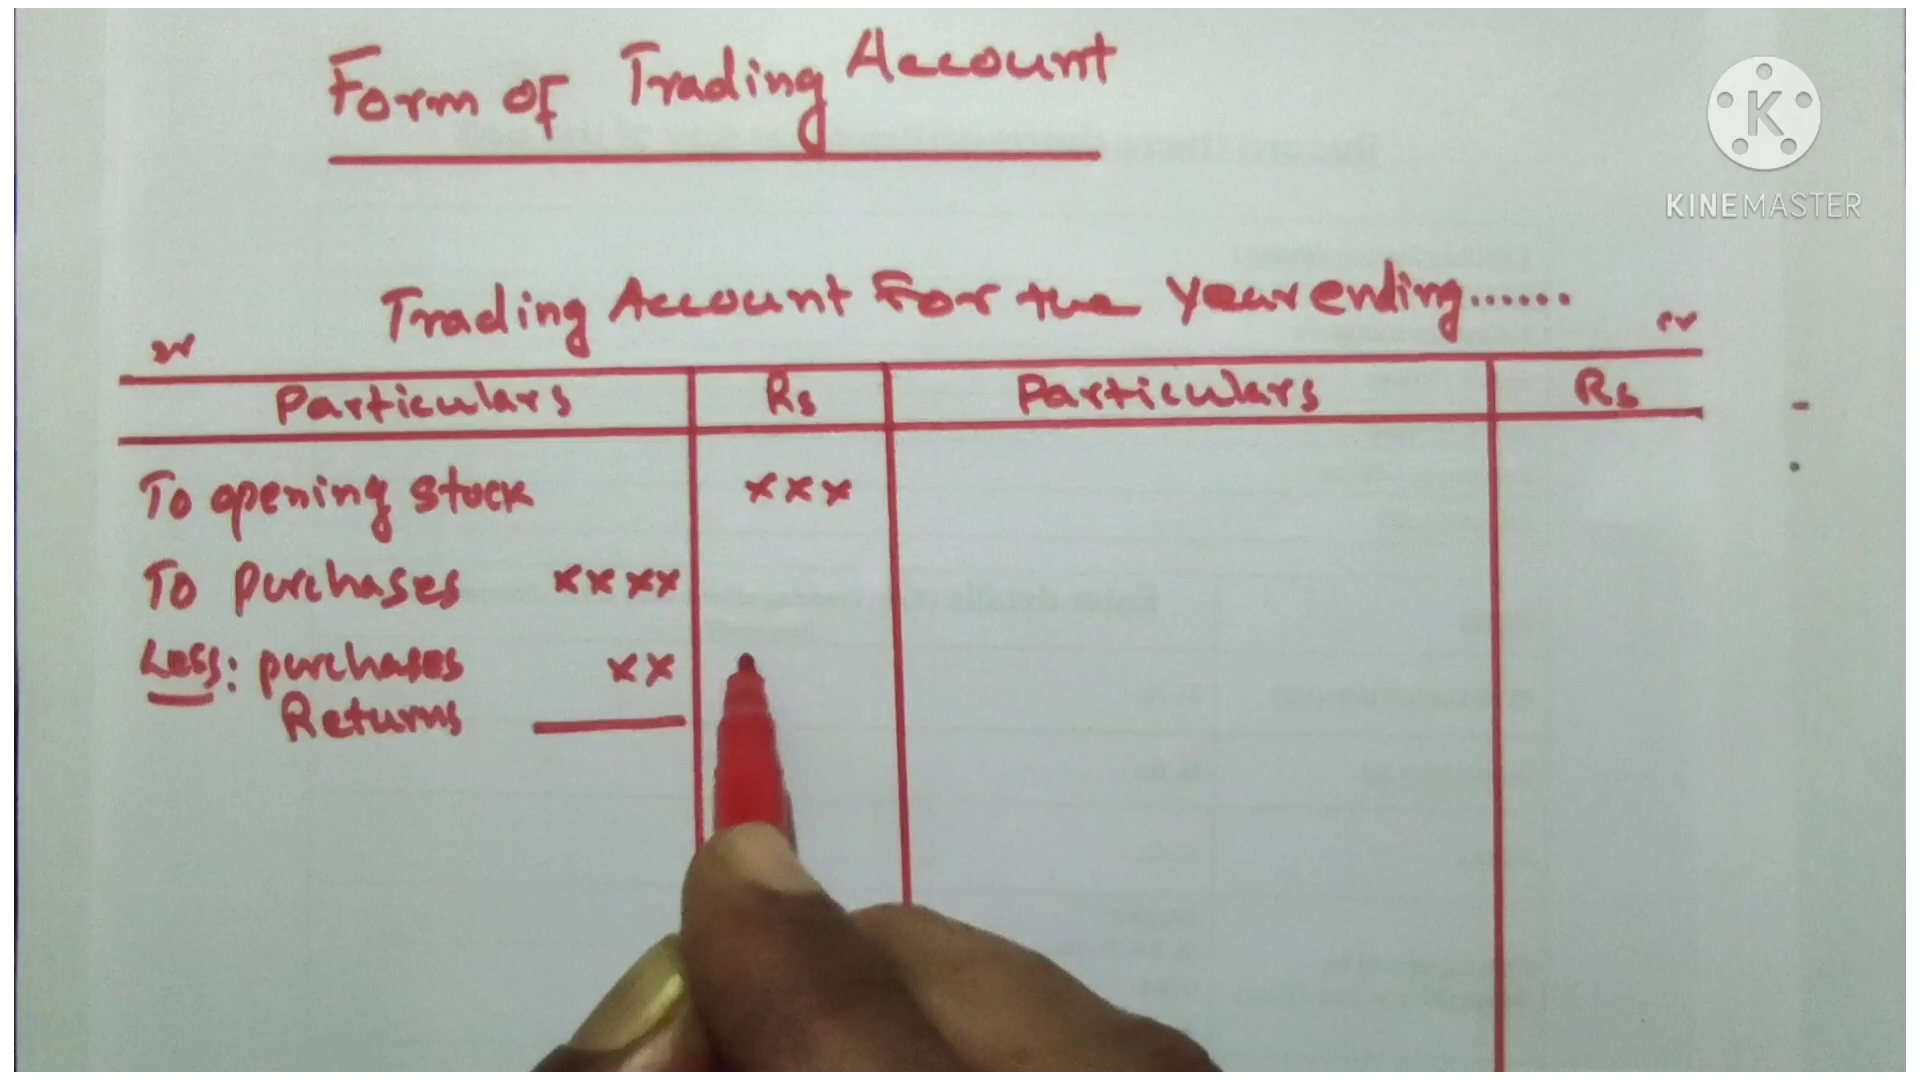 Form of Trading Account
K
KINEMASTER
Trading Account For the Year ending......
Dr Cr
Particulars Rs Particulars Rs
To opening stock xxx
To purchases xxxx
Less: purchases xx
Returns